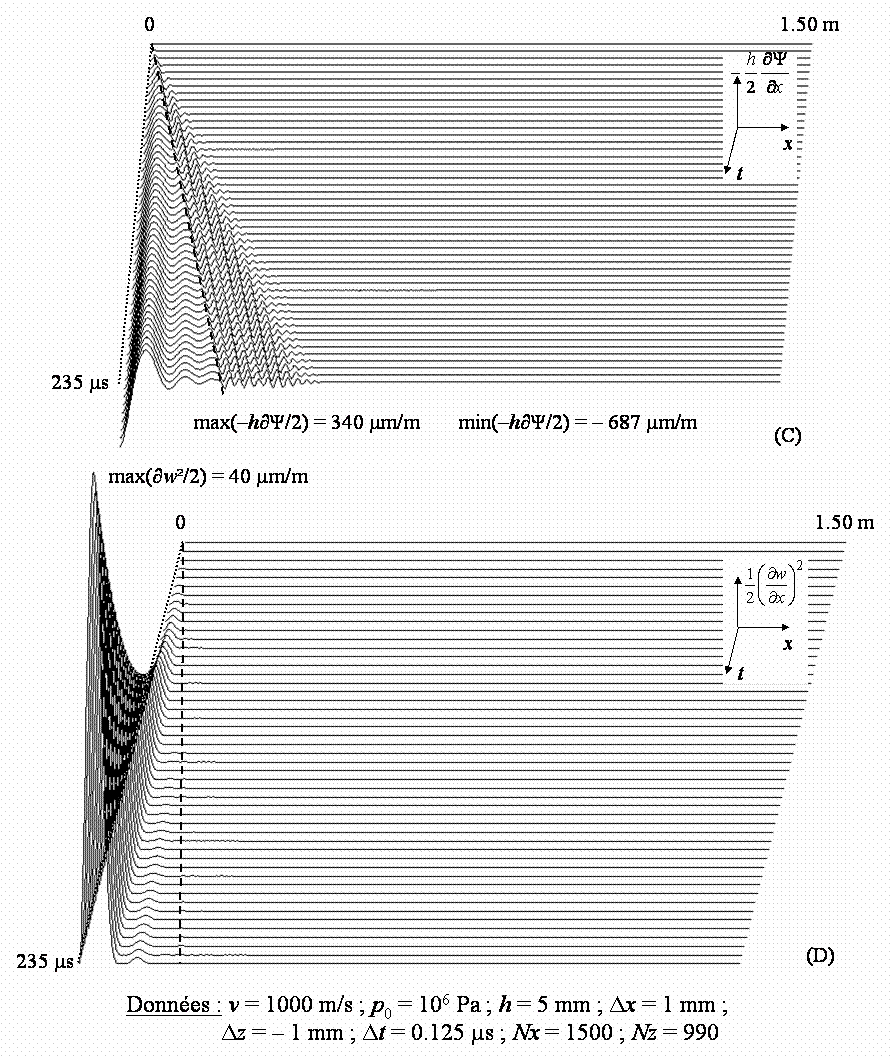 0 1.50 m
– h/2 ∂Ψ/∂x
x
t
235 µs
max(–h∂Ψ/2) = 340 µm/m min(–h∂Ψ/2) = – 687 µm/m
(C)
max(∂w²/2) = 40 µm/m
0 1.50 m
1/2 (∂w/∂x)²
x
t
235 µs
(D)
Données : v = 1000 m/s ; p₀ = 10⁶ Pa ; h = 5 mm ; Δx = 1 mm ;
Δz = – 1 mm ; Δt = 0.125 µs ; Nx = 1500 ; Nz = 990